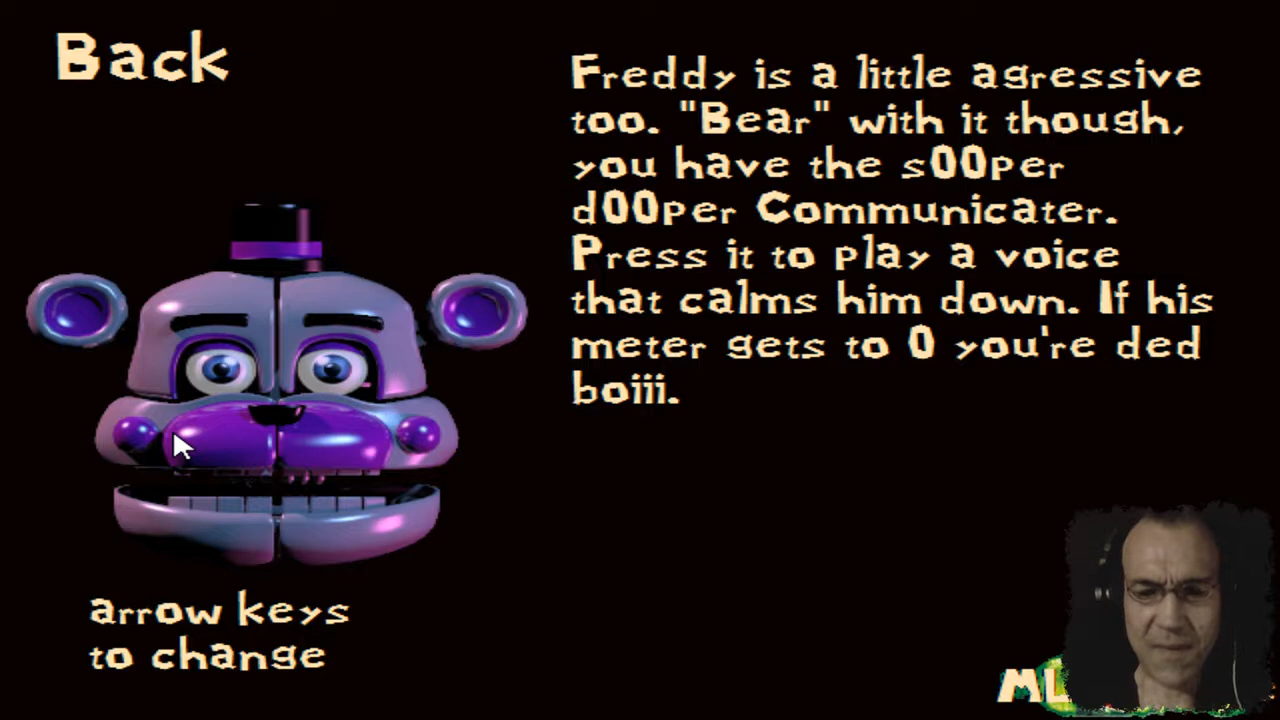 Back
Freddy is a little agressive
too. "Bear" with it though,
you have the s00per
d00per Communicater.
Press it to play a voice
that calms him down. If his
meter gets to 0 you're ded
boiii.
arrow keys
to change